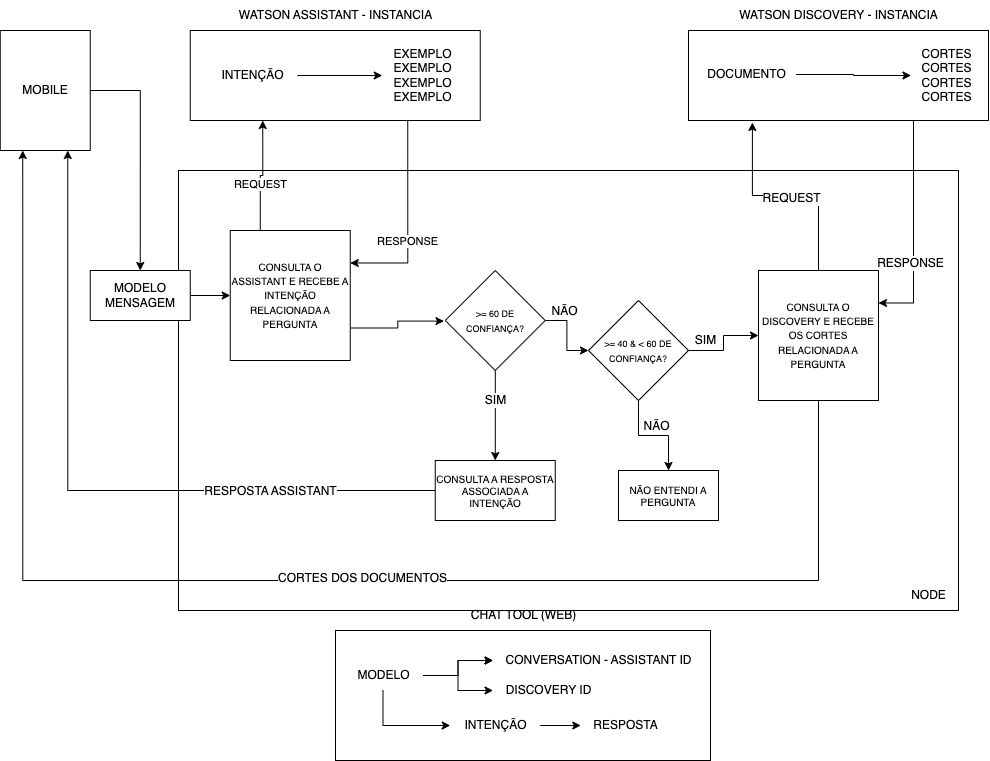 WATSON ASSISTANT - INSTANCIA
WATSON DISCOVERY - INSTANCIA
MOBILE
INTENÇÃO
EXEMPLO
EXEMPLO
EXEMPLO
EXEMPLO
DOCUMENTO
CORTES
CORTES
CORTES
CORTES
REQUEST
REQUEST
RESPONSE
RESPONSE
MODELO
MENSAGEM
CONSULTA O
ASSISTANT E RECEBE A
INTENÇÃO
RELACIONADA A
PERGUNTA
>= 60 DE
CONFIANÇA?
NÃO
>= 40 & < 60 DE
CONFIANÇA?
SIM
CONSULTA O
DISCOVERY E RECEBE
OS CORTES
RELACIONADA A
PERGUNTA
SIM
NÃO
RESPOSTA ASSISTANT
CONSULTA A RESPOSTA
ASSOCIADA A
INTENÇÃO
NÃO ENTENDI A
PERGUNTA
CORTES DOS DOCUMENTOS
NODE
CHAT TOOL (WEB)
MODELO
CONVERSATION - ASSISTANT ID
DISCOVERY ID
INTENÇÃO
RESPOSTA